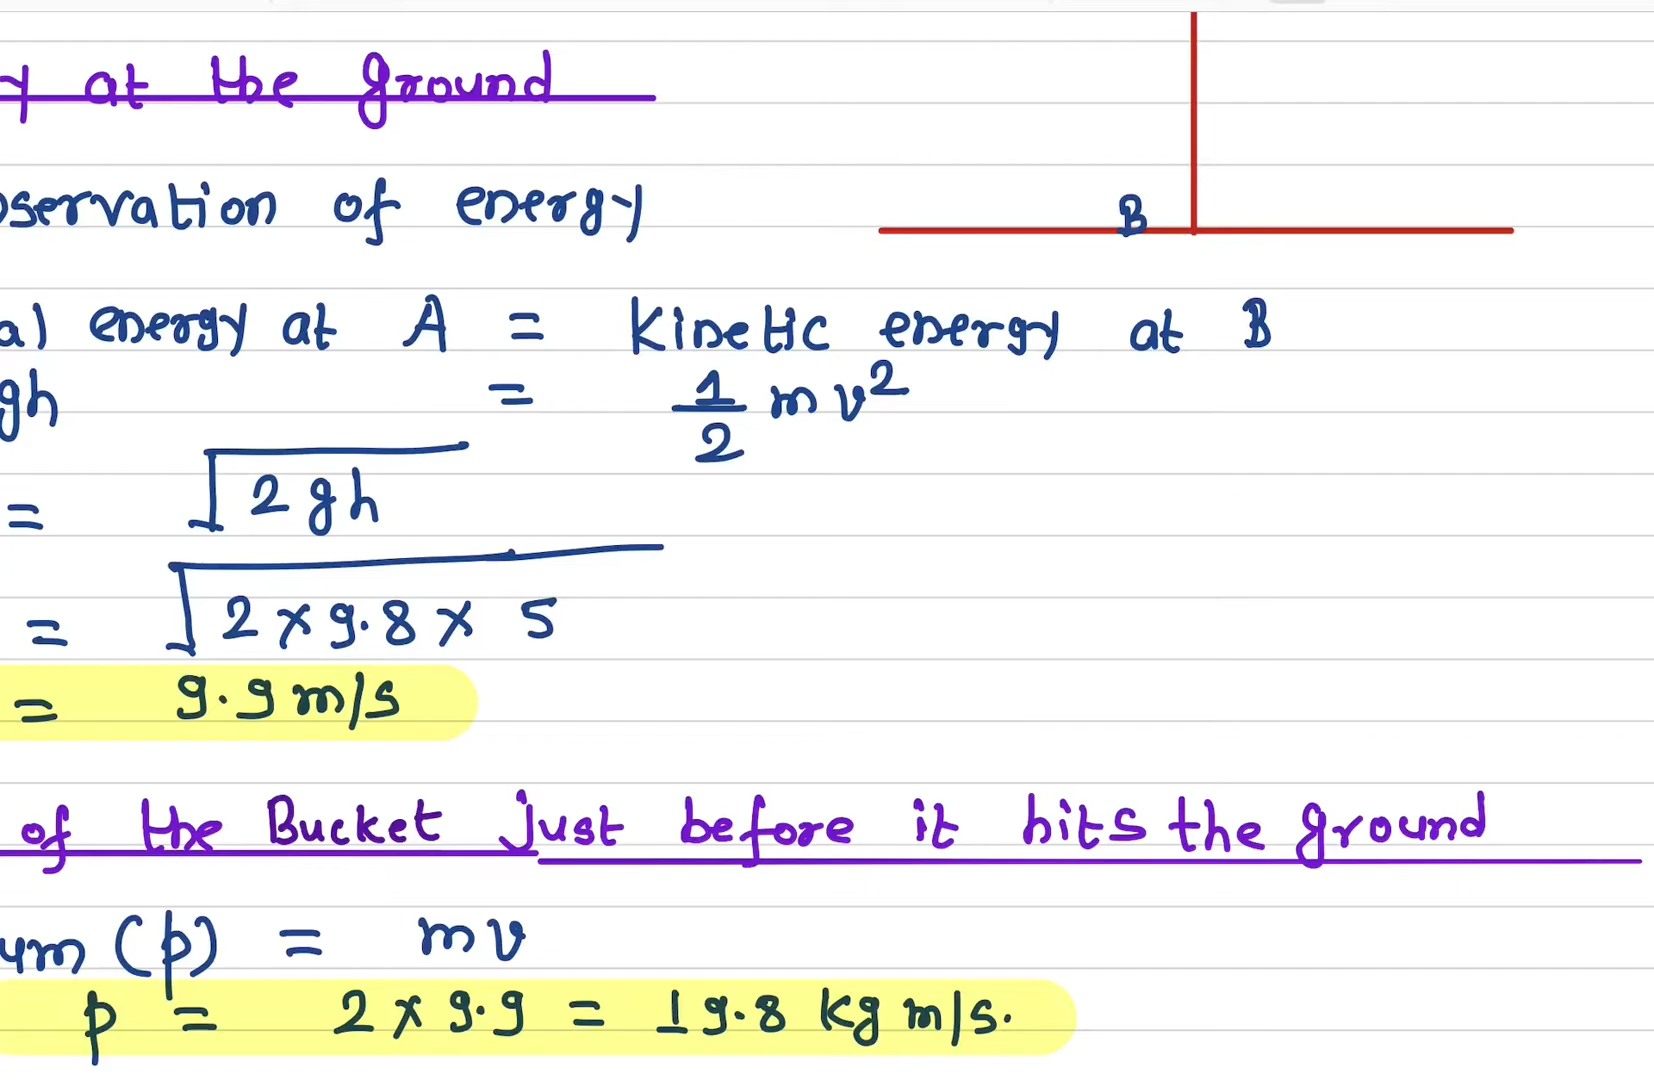 y at the ground
B
servation of energy
al energy at A = Kinetic energy at B
gh = 1/2 mv²
= √2gh
= √2 × 9.8 × 5
= 9.9 m/s
of the Bucket just before it hits the ground
um (p) = mv
p = 2 × 9.9 = 19.8 kg m/s.